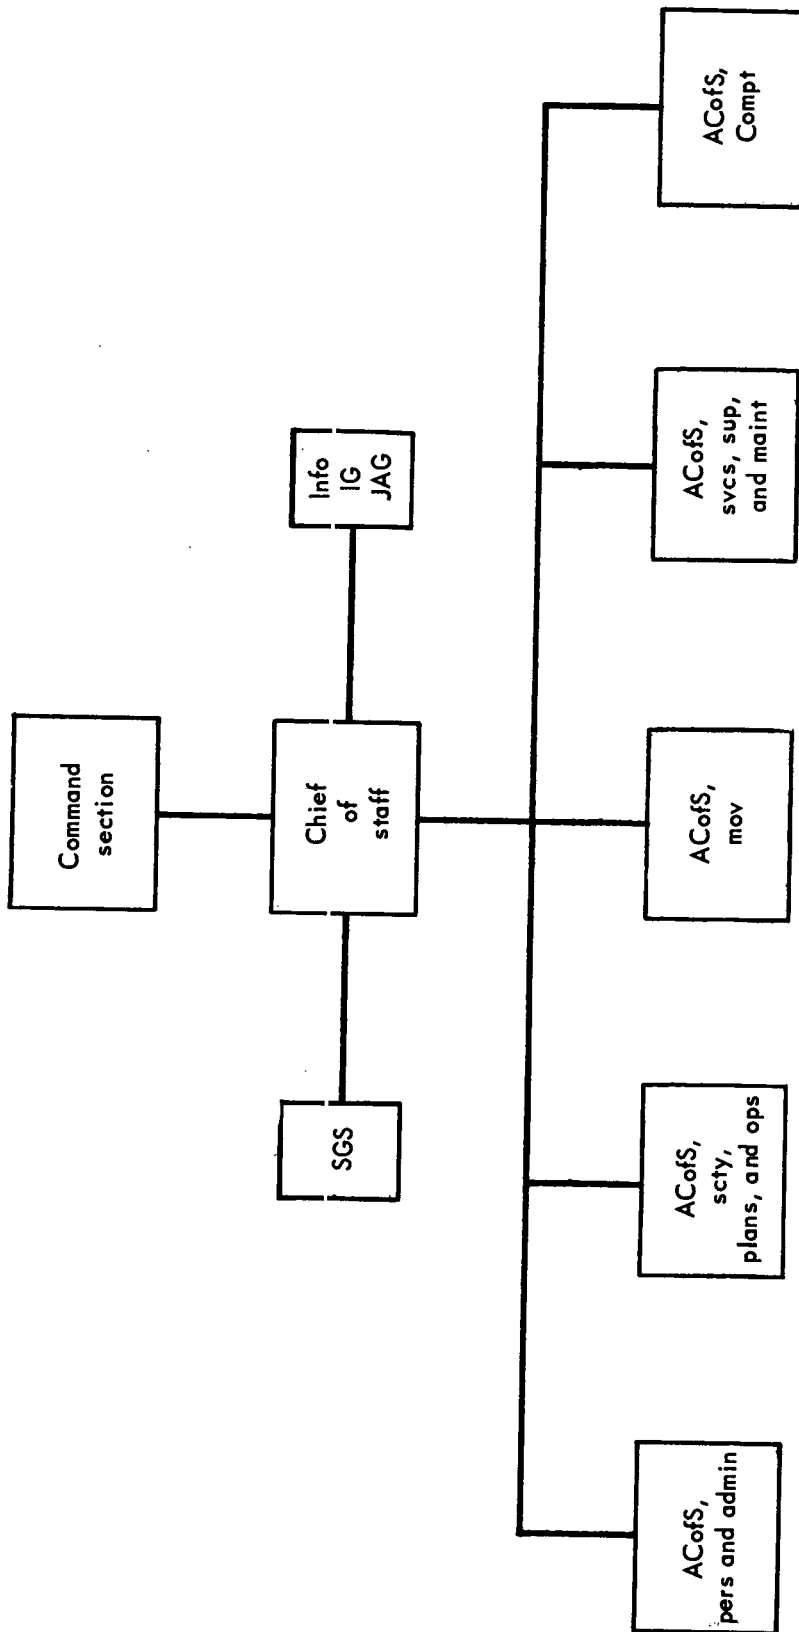 Command
section
SGS
Chief
of
staff
Info
IG
JAG
ACofS,
pers and admin
ACofS,
scty,
plans, and ops
ACofS,
mov
ACofS,
svcs, sup,
and maint
ACofS,
Compt